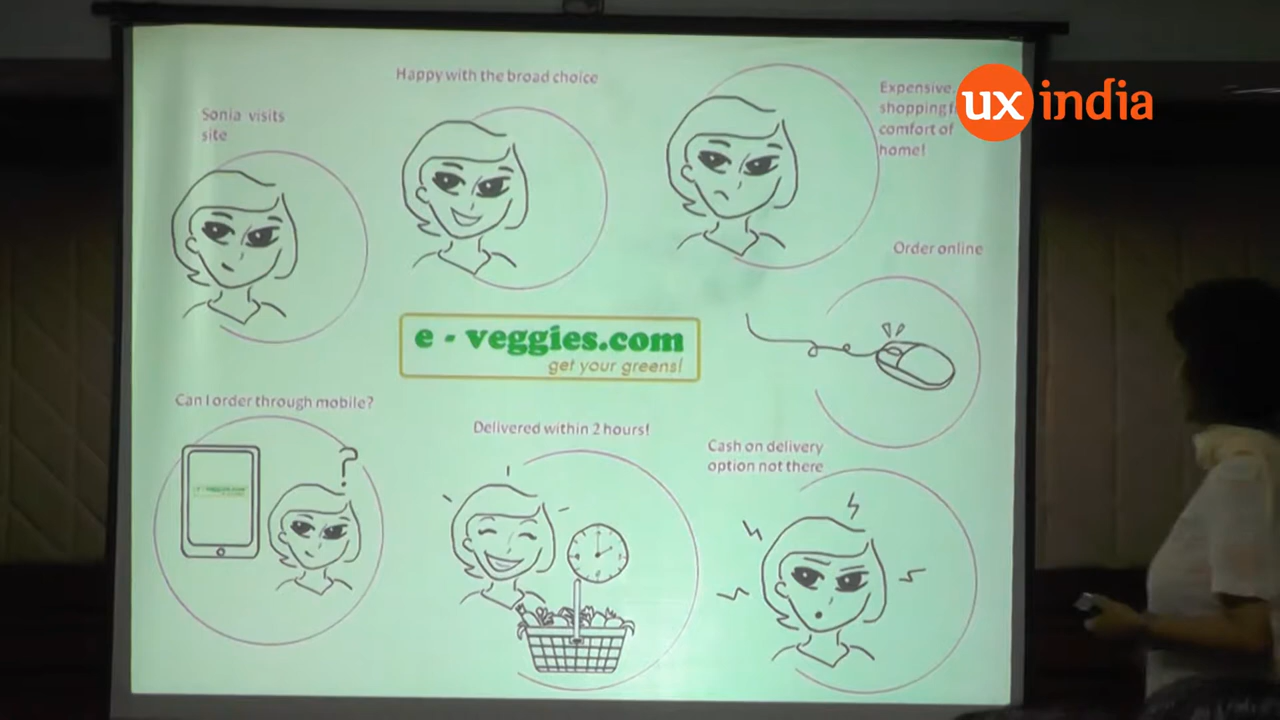 Sonia visits
site
Happy with the broad choice
Expensive,
shopping
comfort of
home!
ux india
Order online
e - veggies.com
get your greens!
Can I order through mobile?
?
Delivered within 2 hours!
Cash on delivery
option not there